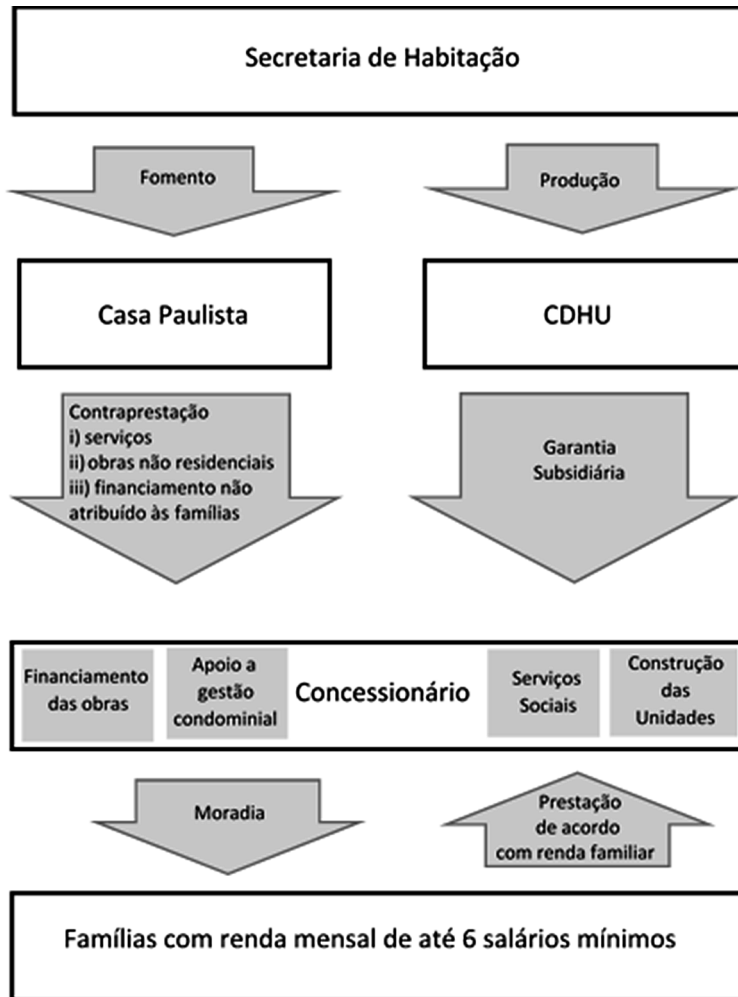 Secretaria de Habitação
Fomento
Produção
Casa Paulista
CDHU
Contraprestação
i) serviços
ii) obras não residenciais
iii) financiamento não
atribuído às famílias
Garantia
Subsidiária
Financiamento
das obras
Apoio a
gestão
condominial
Concessionário
Serviços
Sociais
Construção
das
Unidades
Moradia
Prestação
de acordo
com renda familiar
Famílias com renda mensal de até 6 salários mínimos